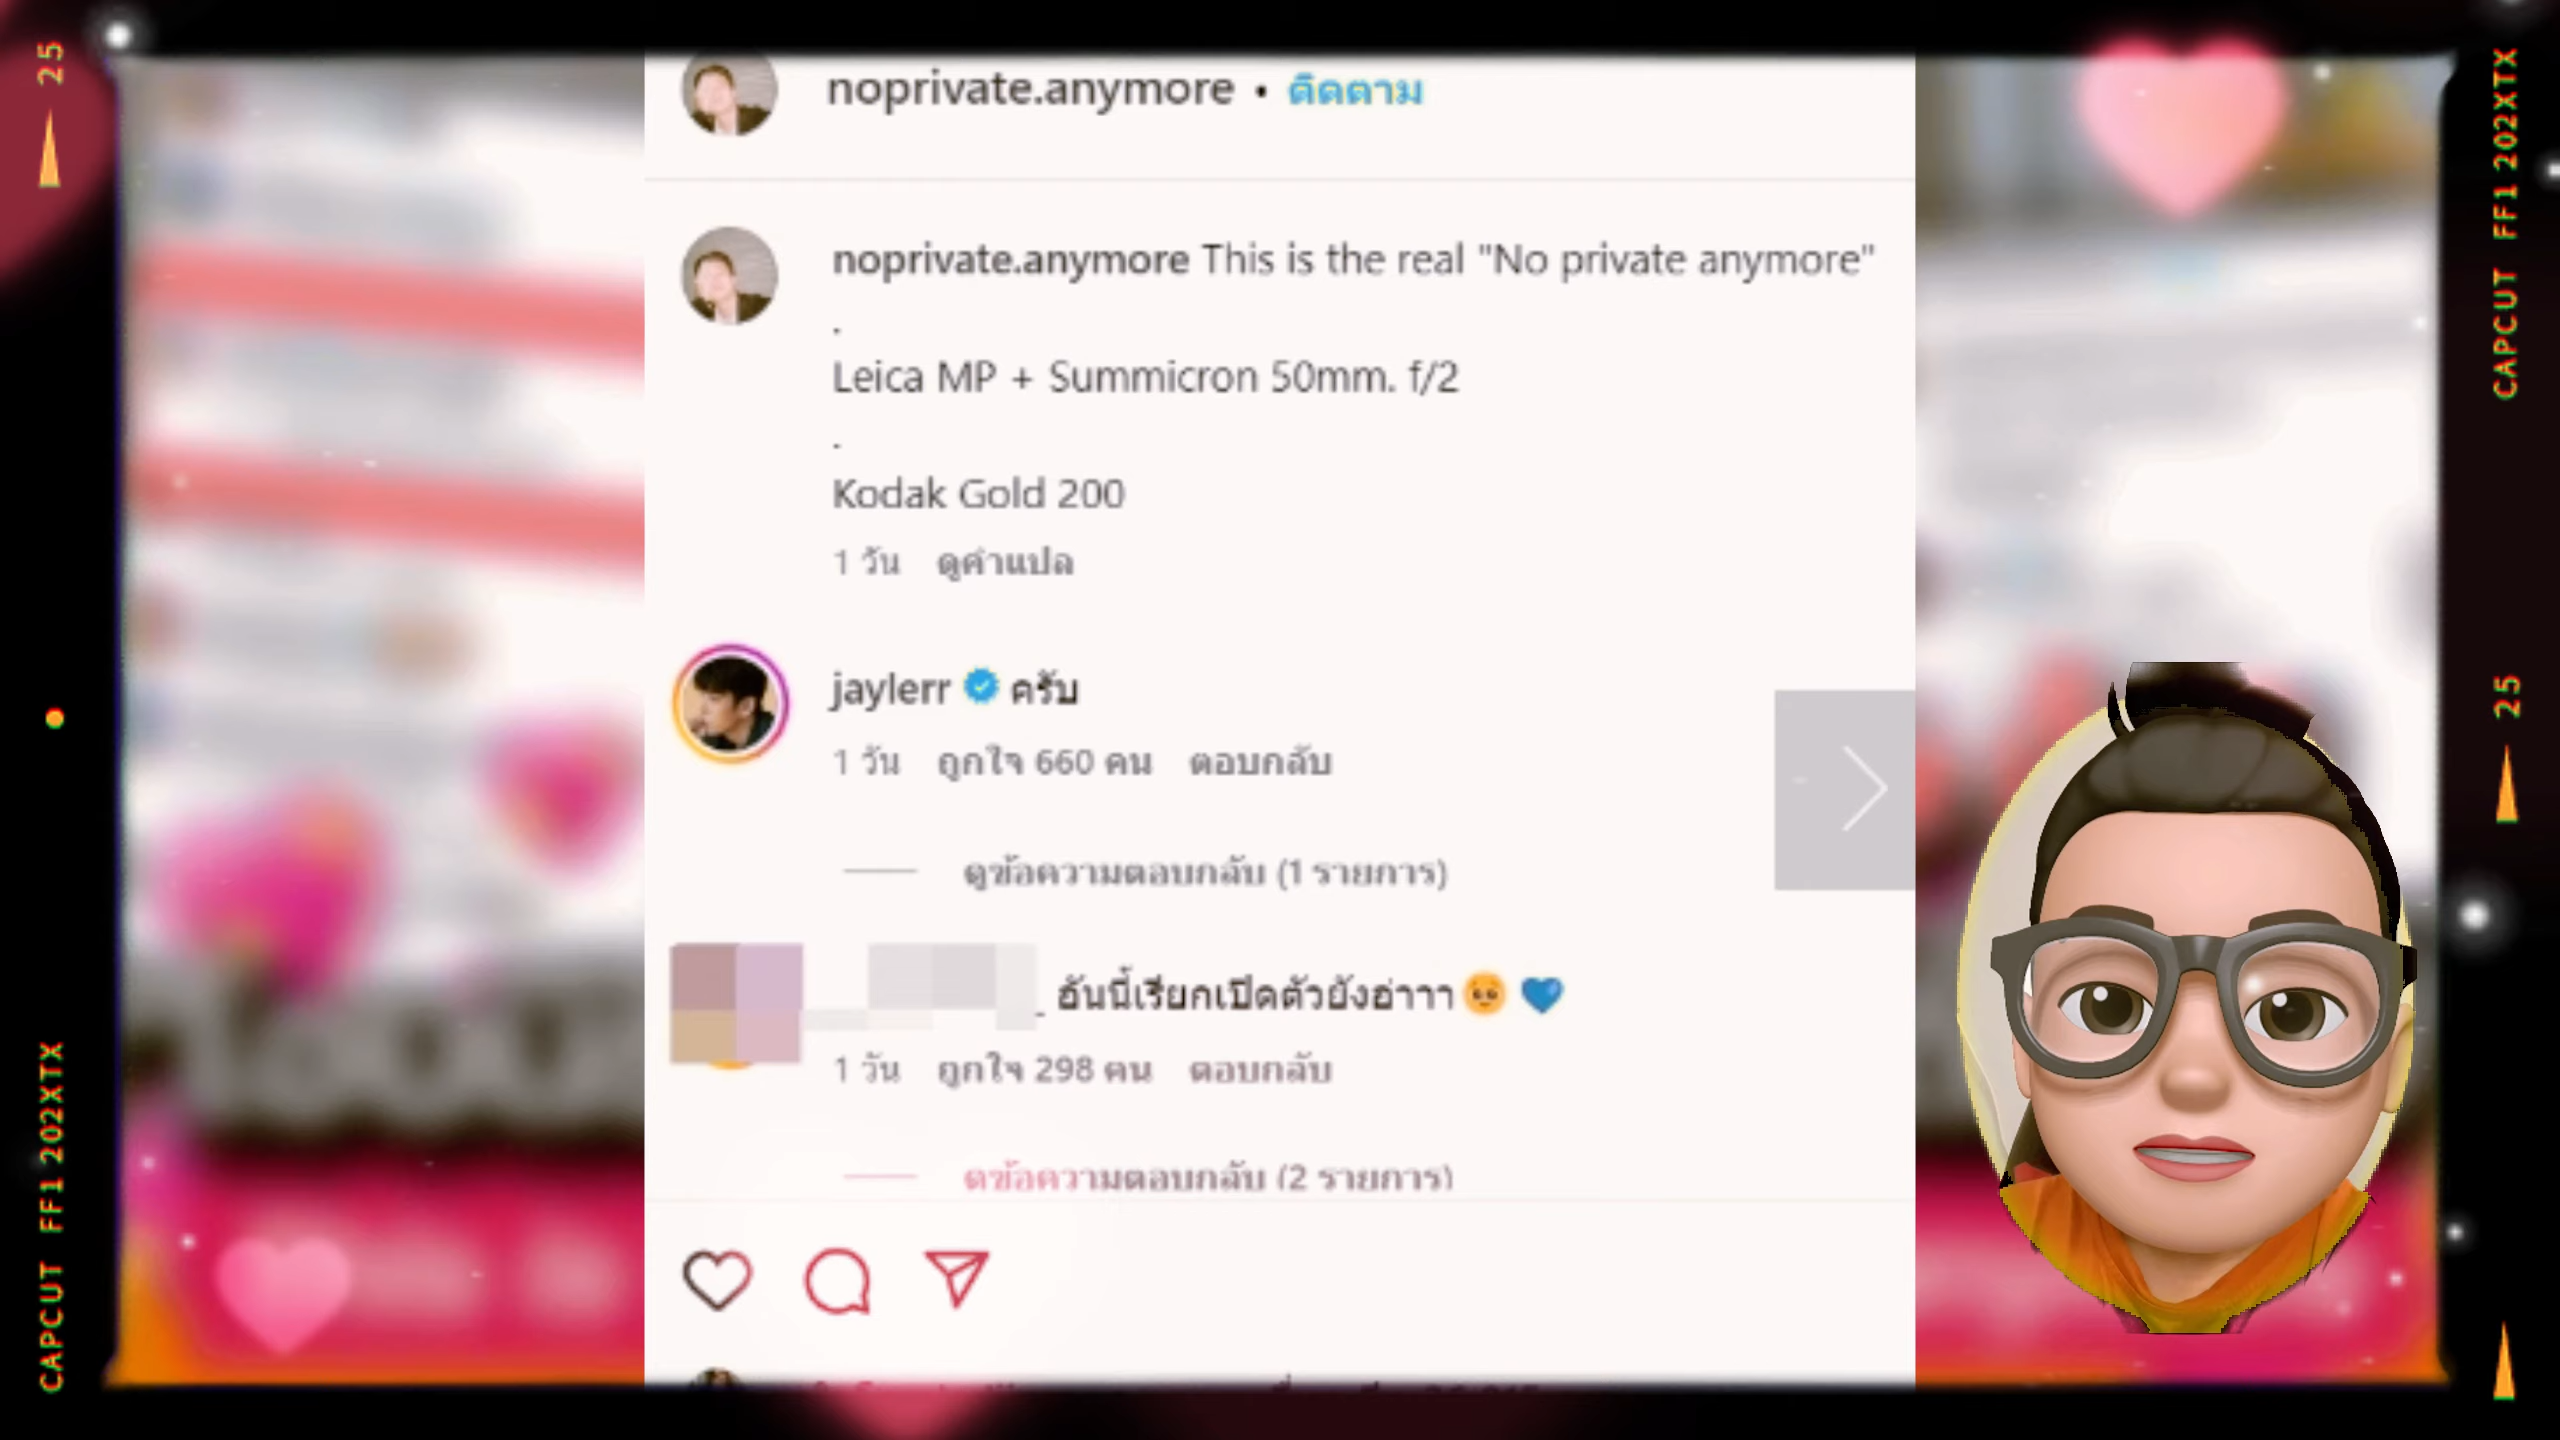 noprivate.anymore • ติดตาม
noprivate.anymore This is the real "No private anymore"
.
Leica MP + Summicron 50mm. f/2
.
Kodak Gold 200
1 วัน ดูคำแปล
jaylerr ครับ
1 วัน ถูกใจ 660 คน ตอบกลับ
ดูข้อความตอบกลับ (1 รายการ)
_ อันนี้เรียกเปิดตัวยังฮ่าาา🥺 💙
1 วัน ถูกใจ 298 คน ตอบกลับ
ดูข้อความตอบกลับ (2 รายการ)
25
CAPCUT FF1 202XTX
CAPCUT FF1 202XTX
25